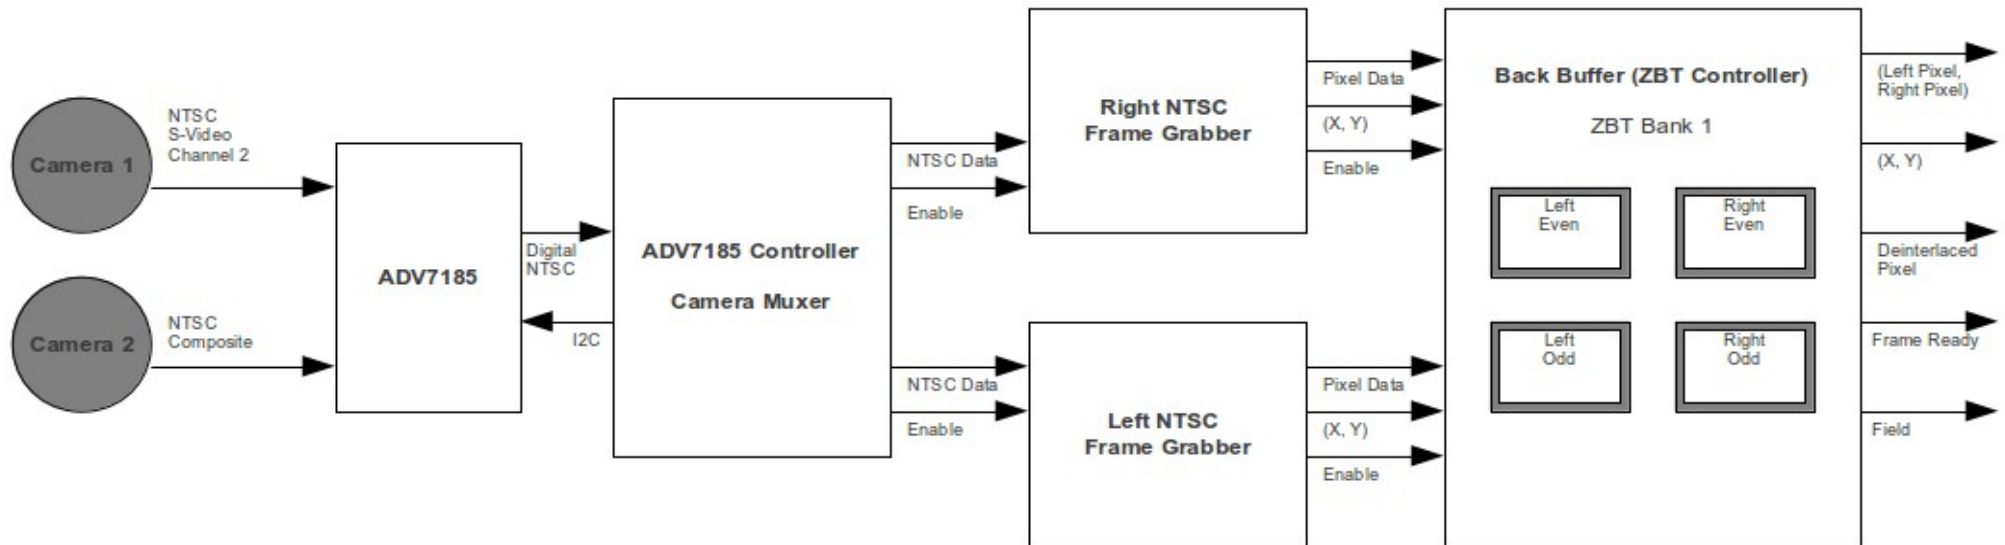 Camera 1
NTSC
S-Video
Channel 2
Camera 2
NTSC
Composite
ADV7185
Digital
NTSC
I2C
ADV7185 Controller
Camera Muxer
NTSC Data
Enable
NTSC Data
Enable
Right NTSC
Frame Grabber
Left NTSC
Frame Grabber
Pixel Data
(X, Y)
Enable
Pixel Data
(X, Y)
Enable
Back Buffer (ZBT Controller)
ZBT Bank 1
Left
Even
Right
Even
Left
Odd
Right
Odd
(Left Pixel,
Right Pixel)
(X, Y)
Deinterlaced
Pixel
Frame Ready
Field